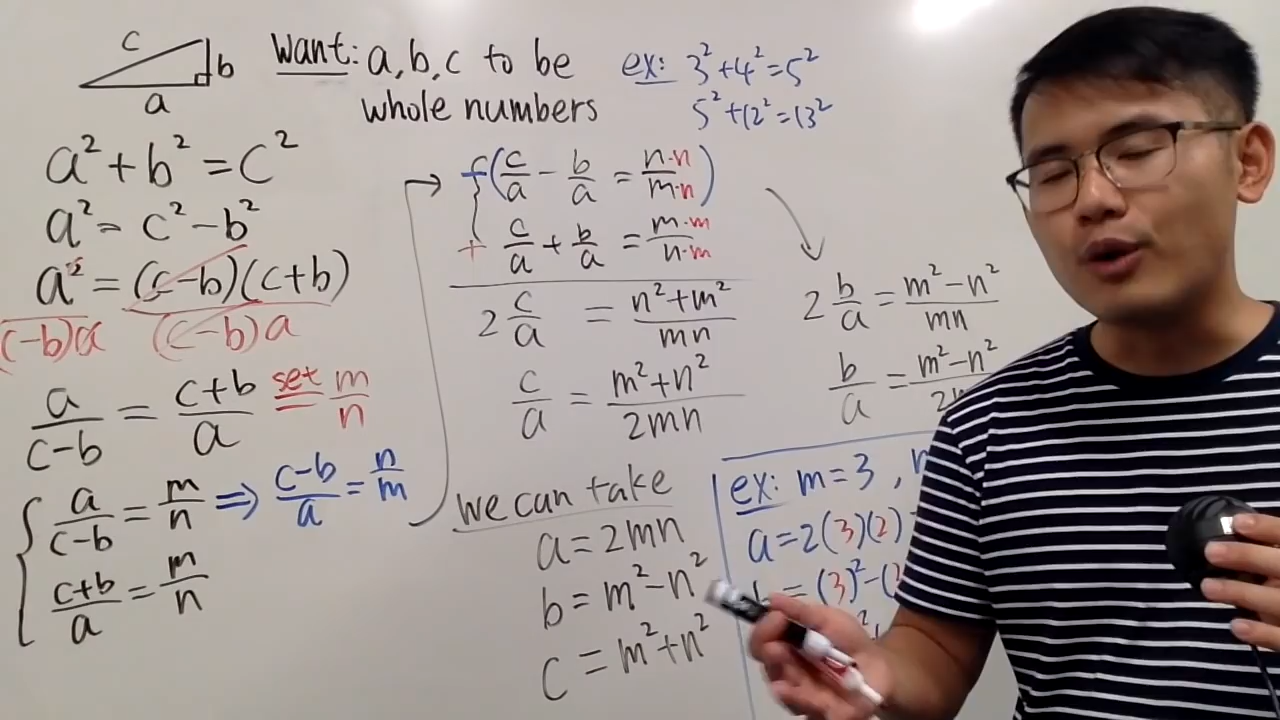 c
b
a
Want: a, b, c to be
whole numbers
ex: 3² + 4² = 5²
5² + 12² = 13²
a² + b² = c²
a² = c² - b²
a² = (c-b)(c+b)
(c-b)a (c-b)a
a/(c-b) = (c+b)/a set = m/n
a/(c-b) = m/n ⇒ (c-b)/a = n/m
(c+b)/a = m/n
→ -(c/a - b/a = n·n/m·n)
+ c/a + b/a = m·m/n·m
2 c/a = (n²+m²)/mn
c/a = (m²+n²)/2mn
we can take
a = 2mn
b = m² - n²
c = m² + n²
2 b/a = (m²-n²)/mn
b/a = (m²-n²)/2
ex: m = 3,
a = 2(3)(2)
= (3)² - (